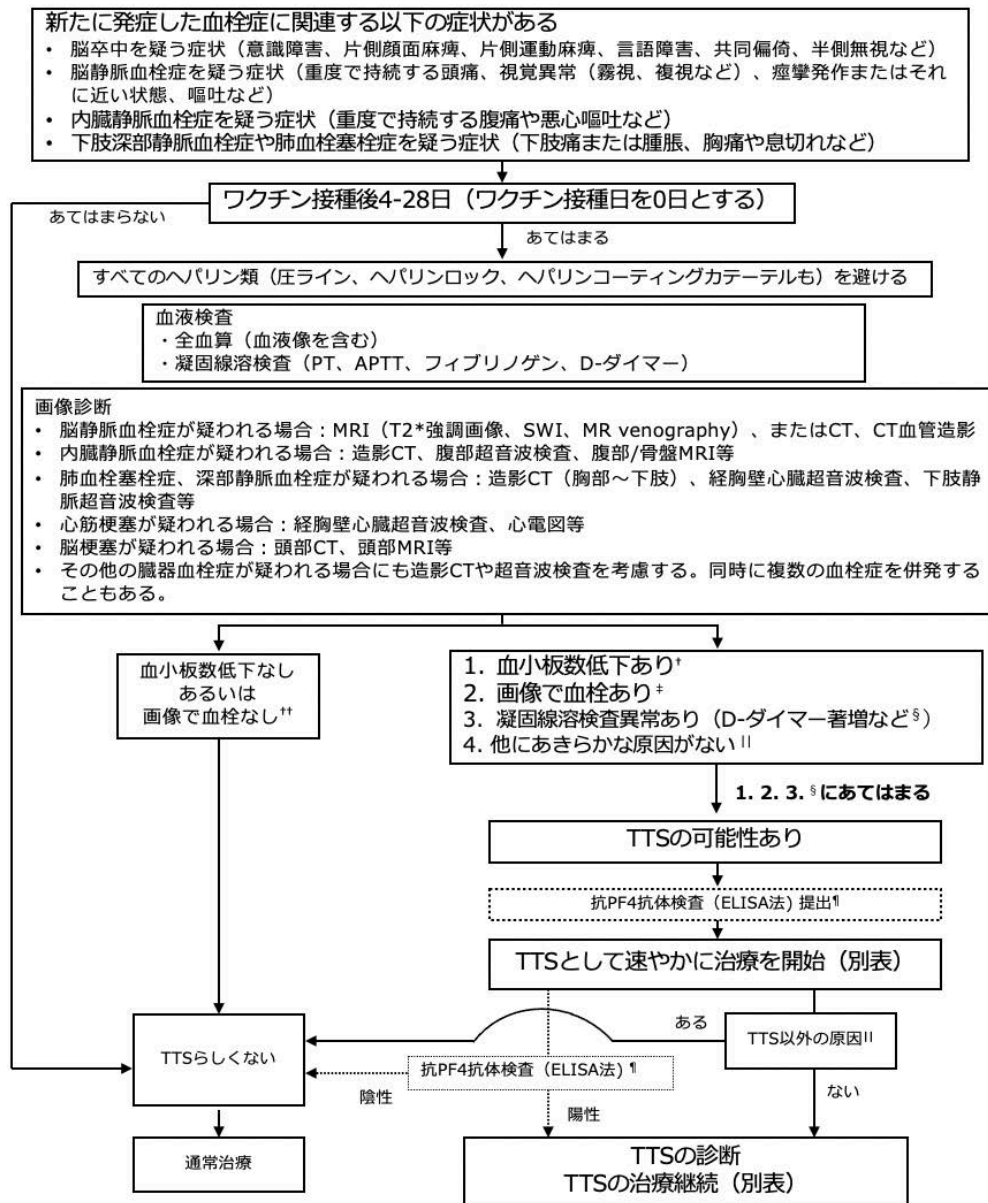 新たに発症した血栓症に関連する以下の症状がある
• 脳卒中を疑う症状（意識障害、片側顔面麻痺、片側運動麻痺、言語障害、共同偏倚、半側無視など）
• 脳静脈血栓症を疑う症状（重度で持続する頭痛、視覚異常（霧視、複視など）、痙攣発作またはそれ
に近い状態、嘔吐など）
• 内臓静脈血栓症を疑う症状（重度で持続する腹痛や悪心嘔吐など）
• 下肢深部静脈血栓症や肺血栓塞栓症を疑う症状（下肢痛または腫脹、胸痛や息切れなど）
ワクチン接種後4-28日（ワクチン接種日を0日とする）
あてはまらない
あてはまる
すべてのヘパリン類（圧ライン、ヘパリンロック、ヘパリンコーティングカテーテルも）を避ける
血液検査
・全血算（血液像を含む）
・凝固線溶検査（PT、APTT、フィブリノゲン、D-ダイマー）
画像診断
• 脳静脈血栓症が疑われる場合：MRI（T2*強調画像、SWI、MR venography）、またはCT、CT血管造影
• 内臓静脈血栓症が疑われる場合：造影CT、腹部超音波検査、腹部/骨盤MRI等
• 肺血栓塞栓症、深部静脈血栓症が疑われる場合：造影CT（胸部～下肢）、経胸壁心臓超音波検査、下肢静
脈超音波検査等
• 心筋梗塞が疑われる場合：経胸壁心臓超音波検査、心電図等
• 脳梗塞が疑われる場合：頭部CT、頭部MRI等
• その他の臓器血栓症が疑われる場合にも造影CTや超音波検査を考慮する。同時に複数の血栓症を併発する
こともある。
血小板数低下なし
あるいは
画像で血栓なし††
1. 血小板数低下あり†
2. 画像で血栓あり‡
3. 凝固線溶検査異常あり（D-ダイマー著増など§）
4. 他にあきらかな原因がない||
1. 2. 3. §にあてはまる
TTSの可能性あり
抗PF4抗体検査（ELISA法) 提出¶
TTSとして速やかに治療を開始（別表）
ある
TTS以外の原因||
TTSらしくない
抗PF4抗体検査（ELISA法) ¶
陰性
陽性
ない
通常治療
TTSの診断
TTSの治療継続（別表）